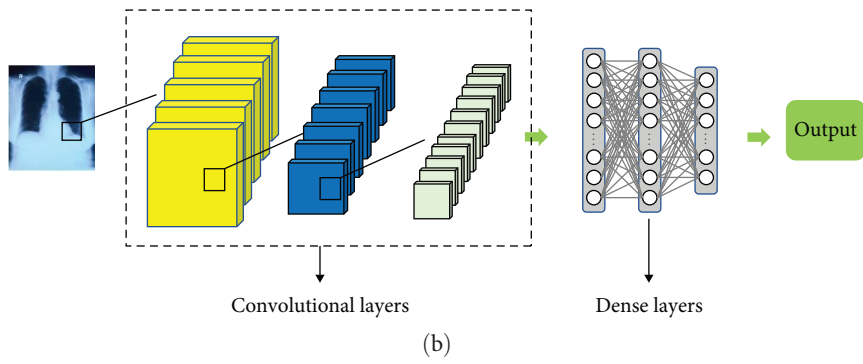 R
Output
Convolutional layers
Dense layers
(b)